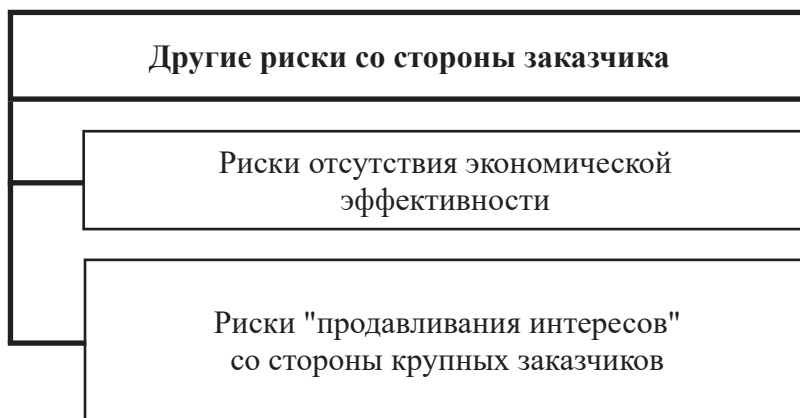 Другие риски со стороны заказчика
Риски отсутствия экономической
эффективности
Риски "продавливания интересов"
со стороны крупных заказчиков